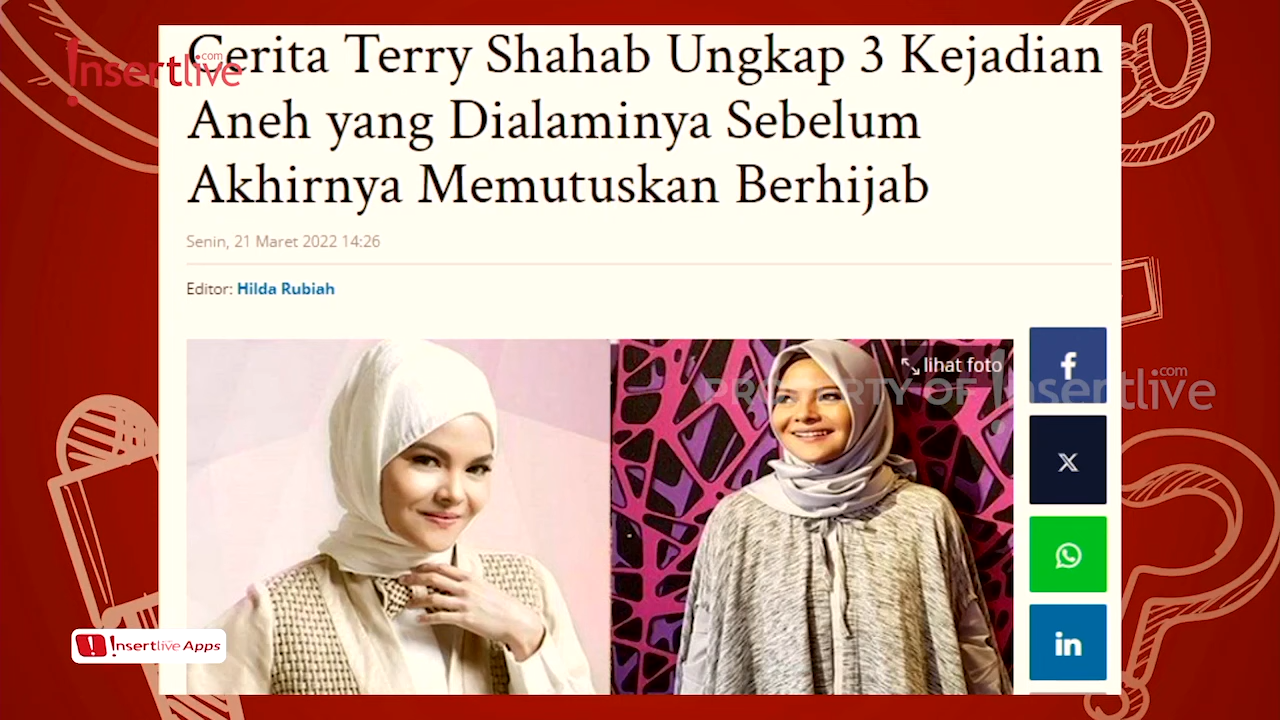 Insertlive.com
Cerita Terry Shahab Ungkap 3 Kejadian
Aneh yang Dialaminya Sebelum
Akhirnya Memutuskan Berhijab
Senin, 21 Maret 2022 14:26
Editor: Hilda Rubiah
lihat foto
PROPERTY OF Insertlive.com
Insertlive Apps